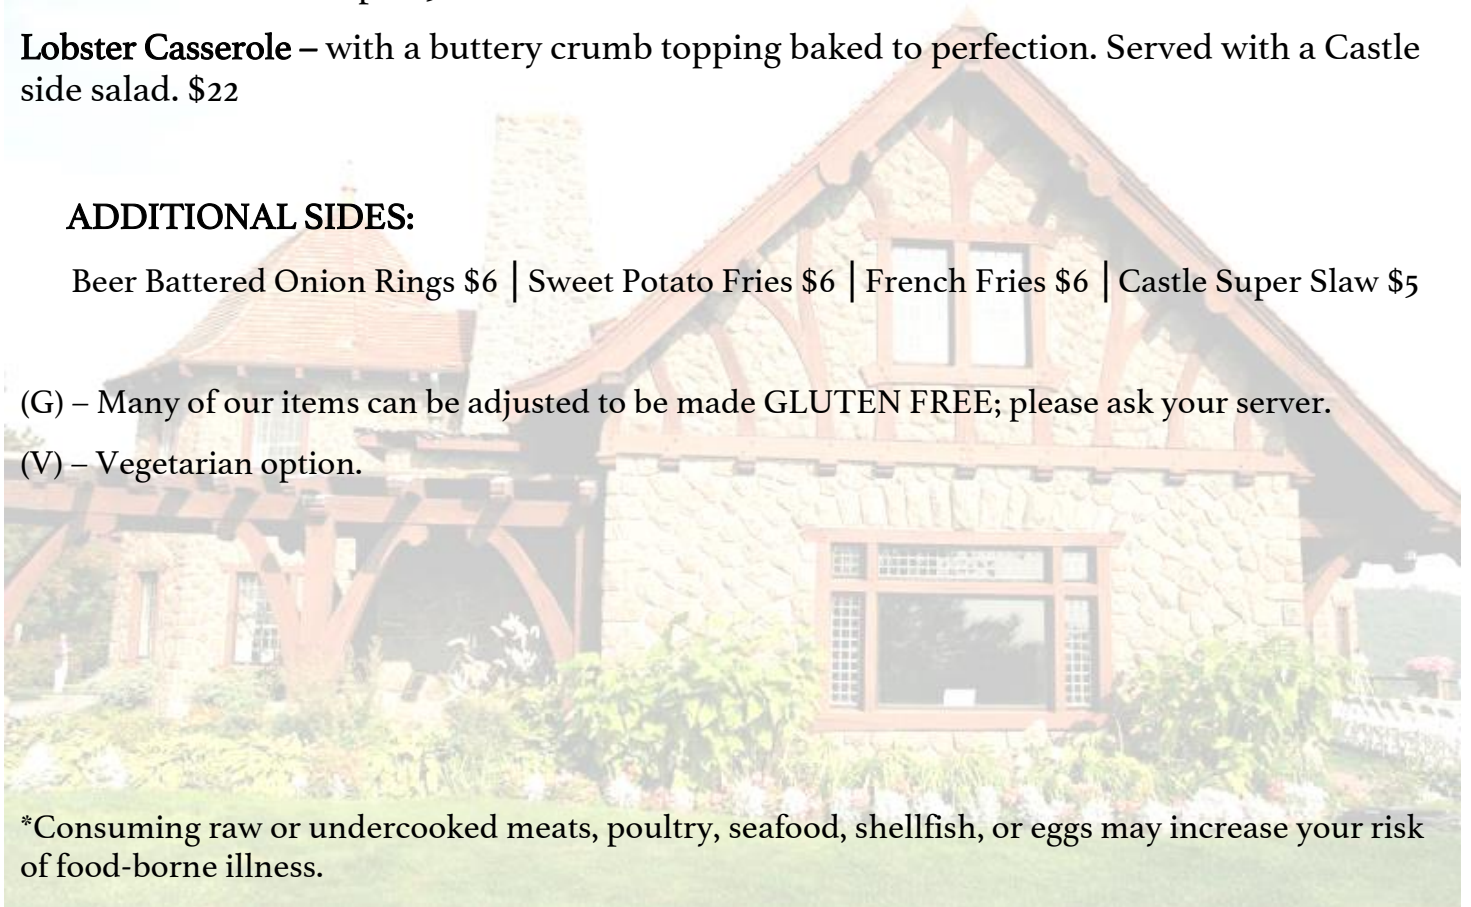 Lobster Casserole – with a buttery crumb topping baked to perfection. Served with a Castle
side salad. $22
ADDITIONAL SIDES:
Beer Battered Onion Rings $6 | Sweet Potato Fries $6 | French Fries $6 | Castle Super Slaw $5
(G) – Many of our items can be adjusted to be made GLUTEN FREE; please ask your server.
(V) – Vegetarian option.
*Consuming raw or undercooked meats, poultry, seafood, shellfish, or eggs may increase your risk
of food-borne illness.